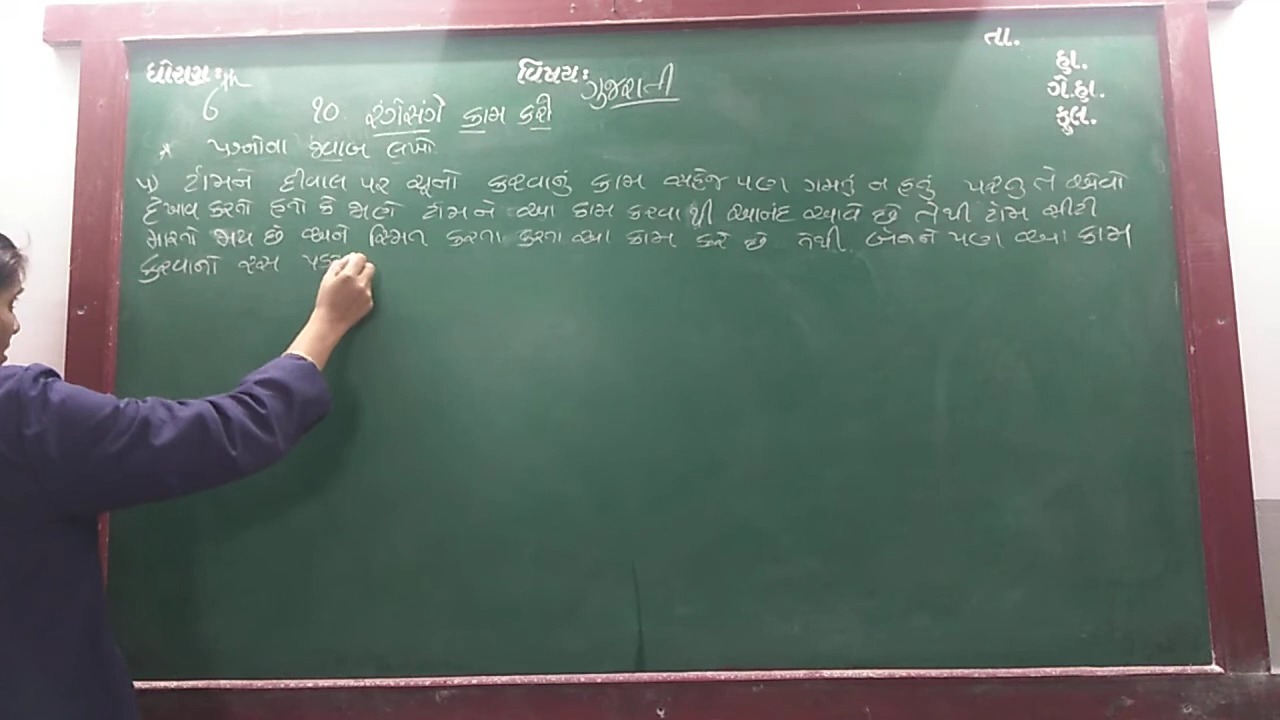 તા.
ધોરણ: વિષય: ગુજરાતી
હા.
ગે.હા.
કુલ.
૬
૧૦. રંગેસંગે કામ કરી
* પ્રશ્નોના જવાબ લખો
૫) ટોમને દીવાલ પર ચૂનો કરવાનું કામ સહેજ પણ ગમતું ન હતું પરંતુ તે એવો
દેખાવ કરતો હતો કે જાણે ટોમને આ કામ કરવાથી આનંદ આવે છે તેથી ટોમ સીટી
મારતો જાય છે અને સ્મિત કરતા કરતા આ કામ કરે છે તેથી બેનને પણ આ કામ
કરવાનો રસ